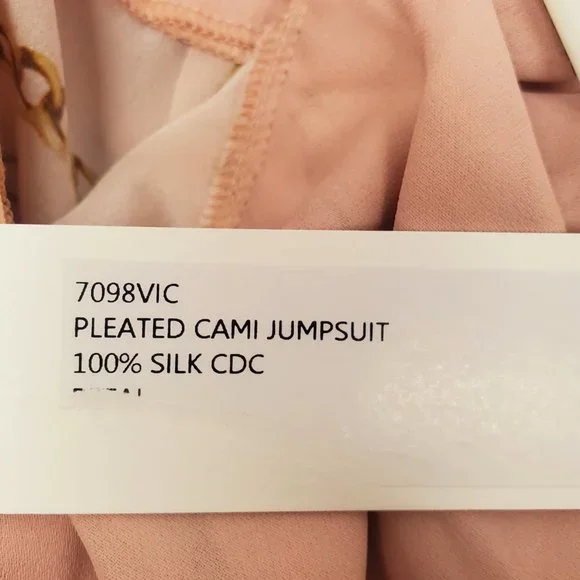 7098VIC
PLEATED CAMI JUMPSUIT
100% SILK CDC